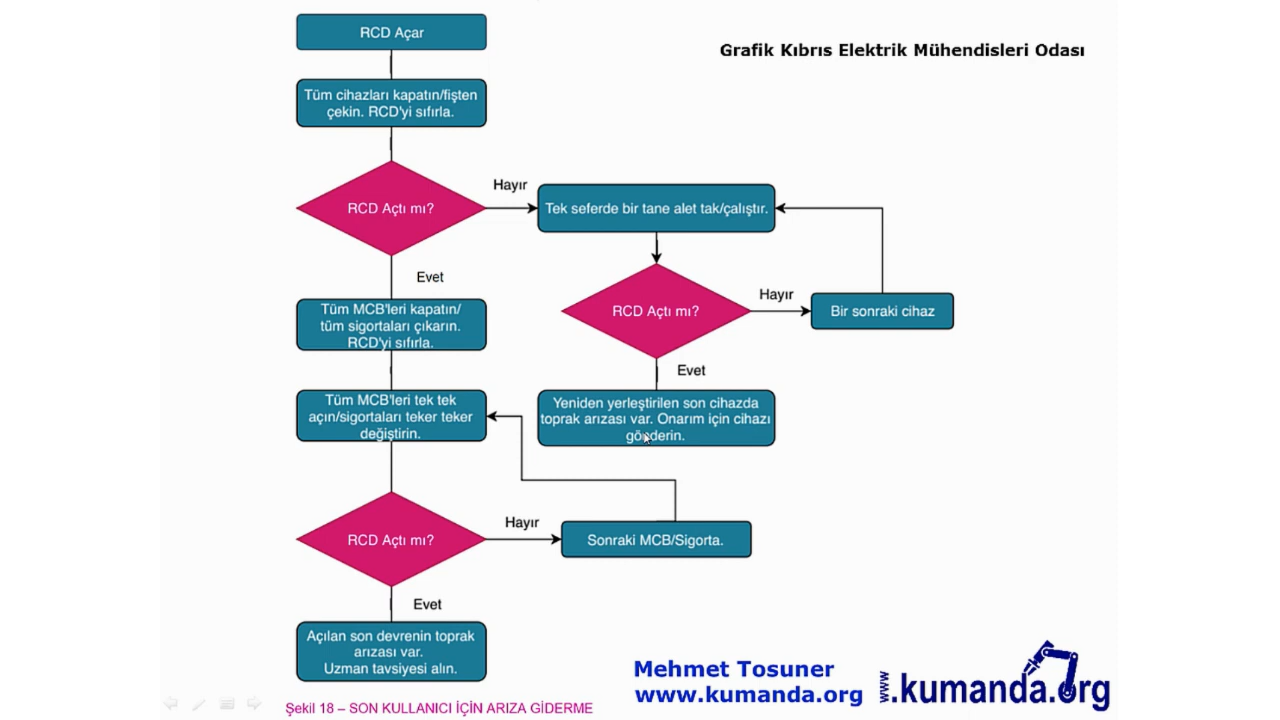 RCD Açar
Grafik Kıbrıs Elektrik Mühendisleri Odası
Tüm cihazları kapatın/fişten
çekin. RCD'yi sıfırla.
RCD Açtı mı?
Hayır
Tek seferde bir tane alet tak/çalıştır.
Evet
RCD Açtı mı?
Hayır
Bir sonraki cihaz
Tüm MCB'leri kapatın/
tüm sigortaları çıkarın.
RCD'yi sıfırla.
Evet
Tüm MCB'leri tek tek
açın/sigortaları teker teker
değiştirin.
Yeniden yerleştirilen son cihazda
toprak arızası var. Onarım için cihazı
gönderin.
RCD Açtı mı?
Hayır
Sonraki MCB/Sigorta.
Evet
Açılan son devrenin toprak
arızası var.
Uzman tavsiyesi alın.
Mehmet Tosuner
www.kumanda.org
www.kumanda.org
Şekil 18 – SON KULLANICI İÇİN ARIZA GİDERME